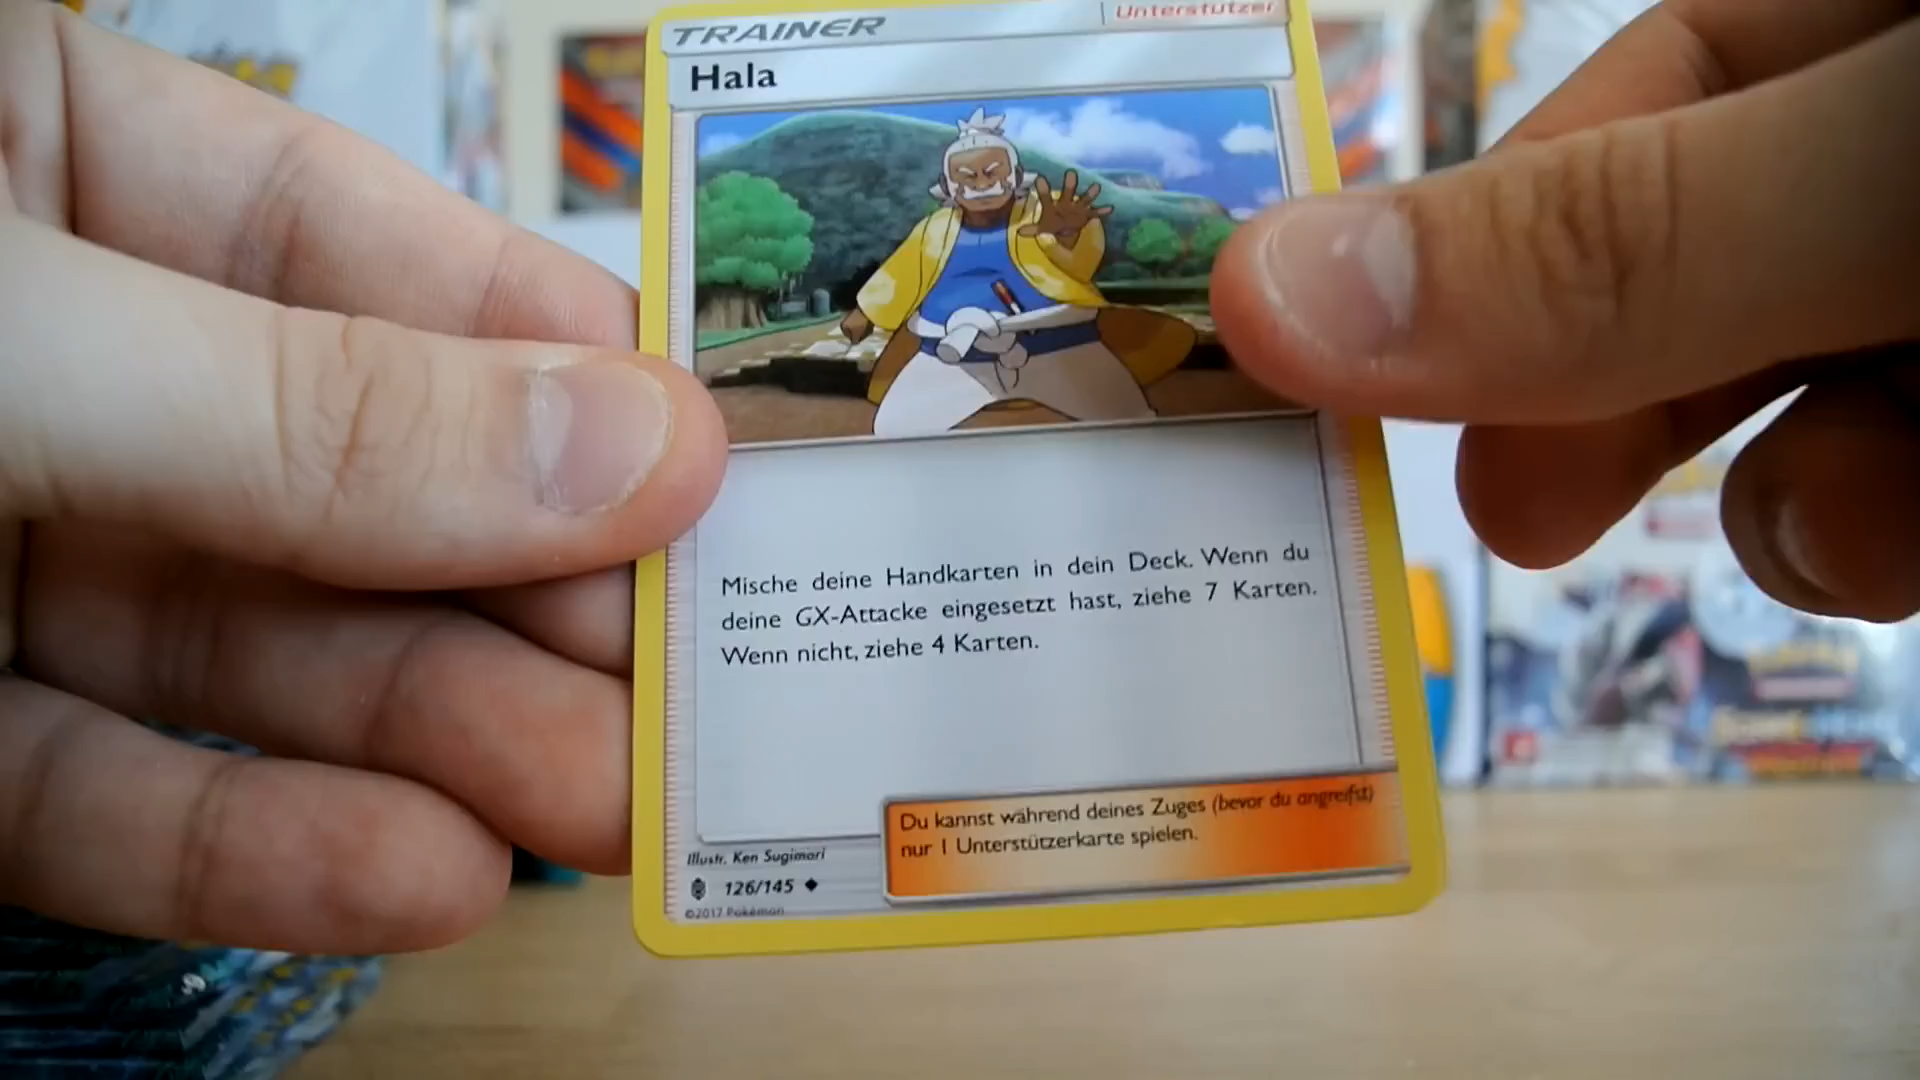 TRAINER
Unterstützer
Hala
Mische deine Handkarten in dein Deck. Wenn du
deine GX-Attacke eingesetzt hast, ziehe 7 Karten.
Wenn nicht, ziehe 4 Karten.
Du kannst während deines Zuges (bevor du angreifst)
nur 1 Unterstützerkarte spielen.
Illustr. Ken Sugimori
126/145
©2017 Pokémon